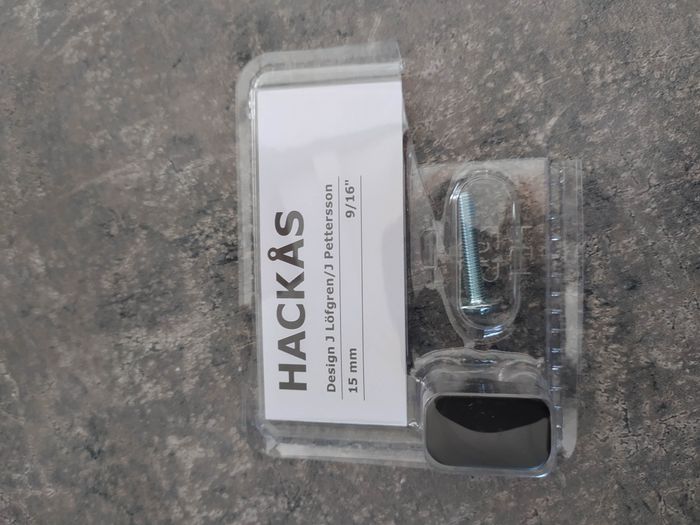 HACKÅS
Design J Löfgren/J Pettersson
15 mm 9/16"